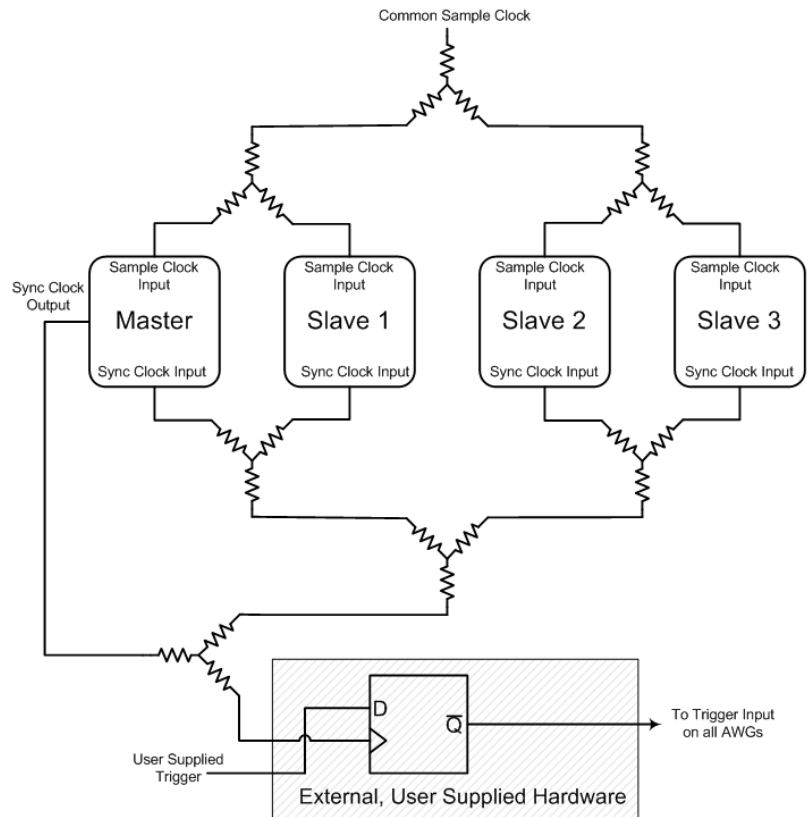 Common Sample Clock
Sync Clock
Output
Sample Clock
Input
Master
Sync Clock Input
Sample Clock
Input
Slave 1
Sync Clock Input
Sample Clock
Input
Slave 2
Sync Clock Input
Sample Clock
Input
Slave 3
Sync Clock Input
D
Q̅
To Trigger Input
on all AWGs
User Supplied
Trigger
External, User Supplied Hardware